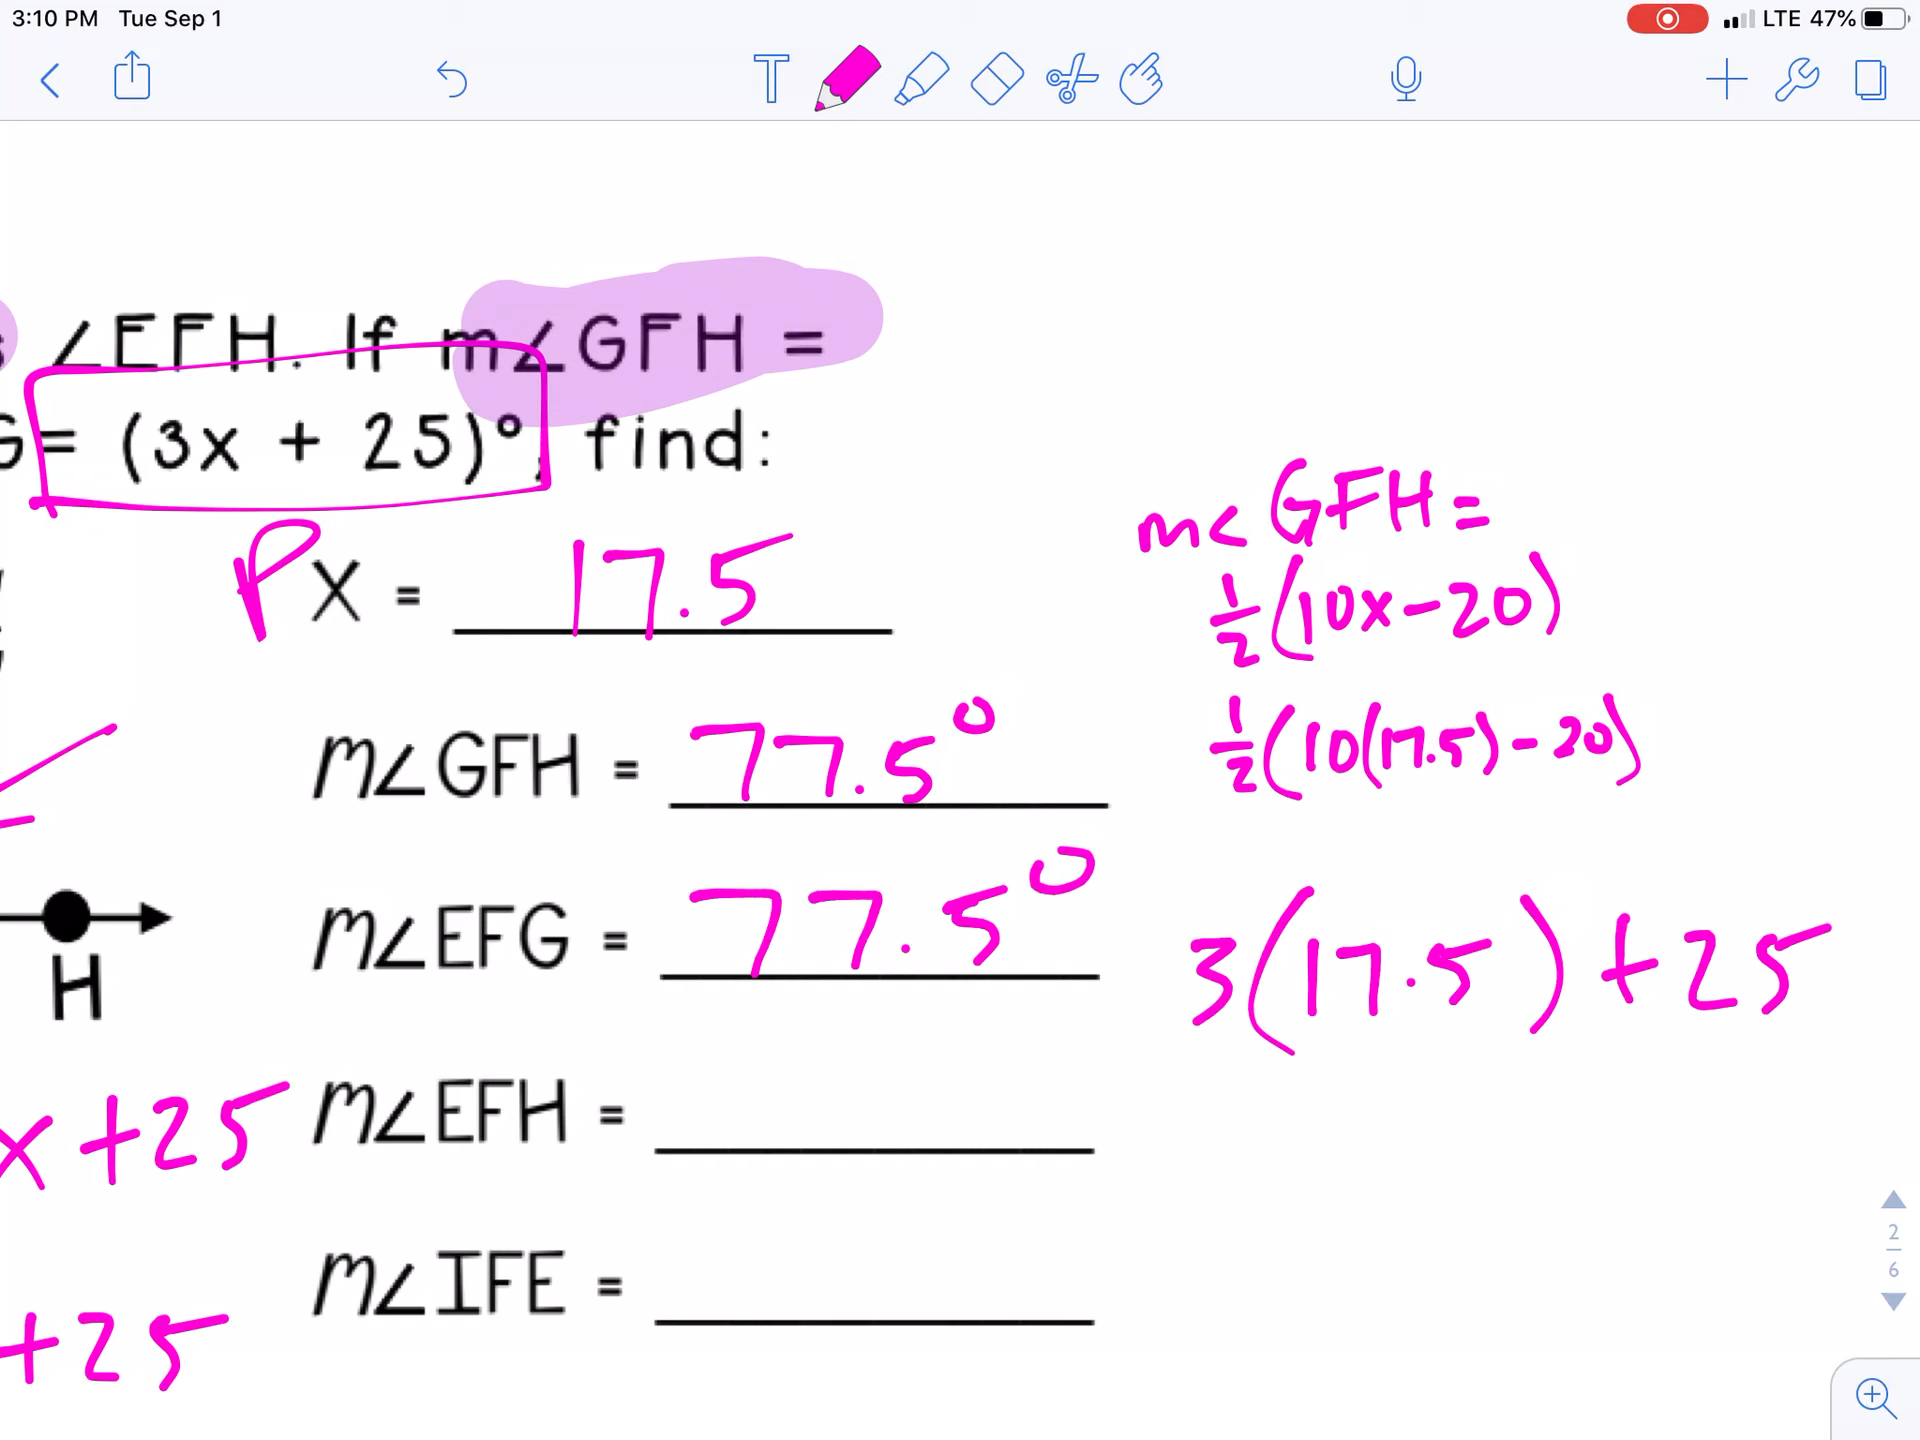 3:10 PM Tue Sep 1
LTE 47%
T
∠EFH. If m∠GFH =
G = (3x + 25)°, find:
m< GFH =
X = 17.5
1/2(10x-20)
m∠GFH = 77.5°
1/2(10(17.5)-20)
m∠EFG = 77.5°
3(17.5)+25
H
x+25
m∠EFH =
m∠IFE =
2
6
+25